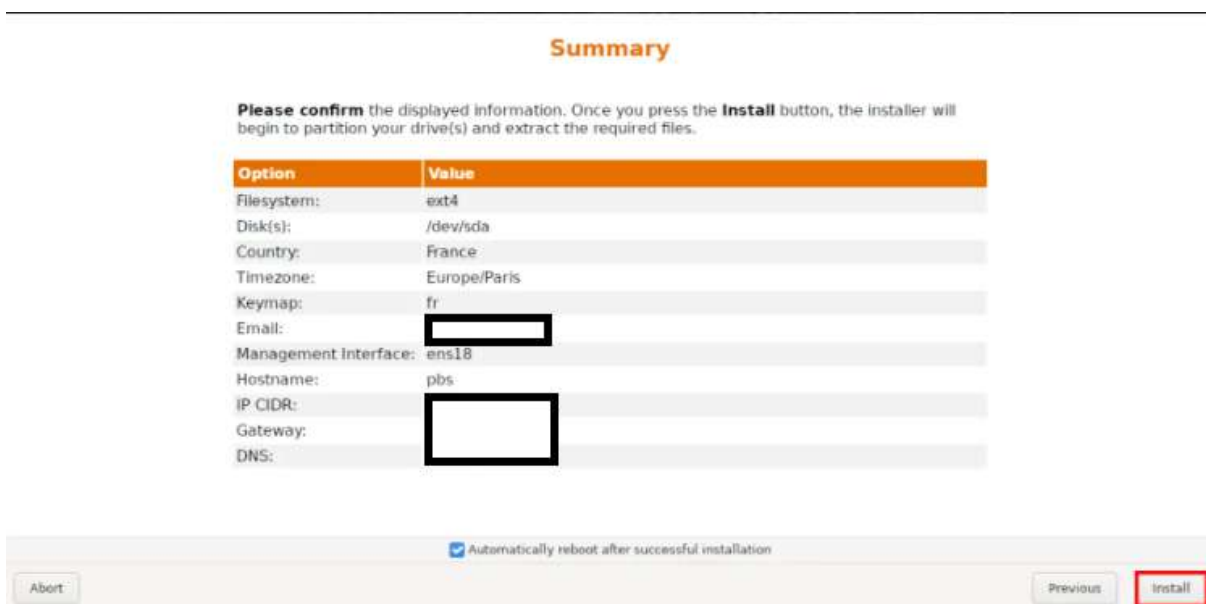 Summary
Please confirm the displayed information. Once you press the Install button, the installer will
begin to partition your drive(s) and extract the required files.
Option Value
Filesystem: ext4
Disk(s): /dev/sda
Country: France
Timezone: Europe/Paris
Keymap: fr
Email:
Management Interface: ens18
Hostname: pbs
IP CIDR:
Gateway:
DNS:
Automatically reboot after successful installation
Abort Previous Install